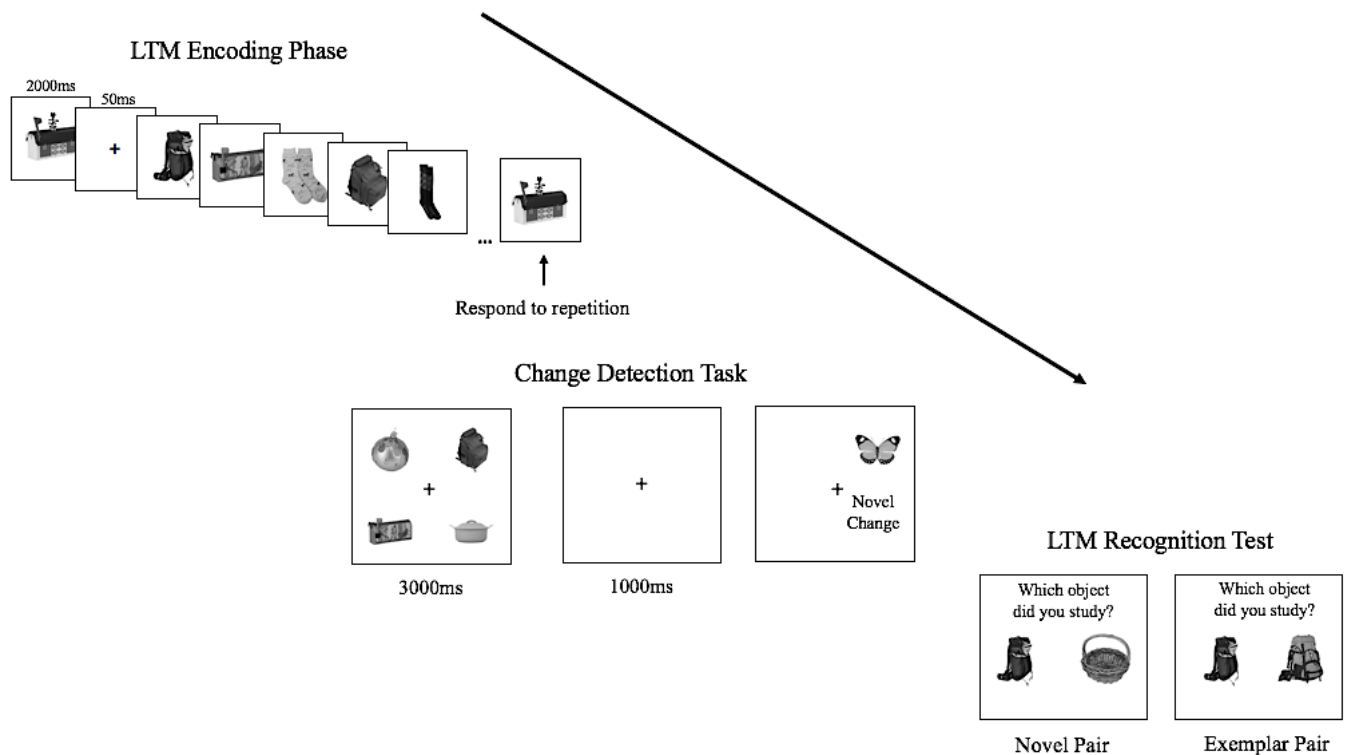 LTM Encoding Phase
2000ms
50ms
+
...
Respond to repetition
Change Detection Task
+
+
+
Novel
Change
3000ms
1000ms
LTM Recognition Test
Which object
did you study?
Which object
did you study?
Novel Pair
Exemplar Pair